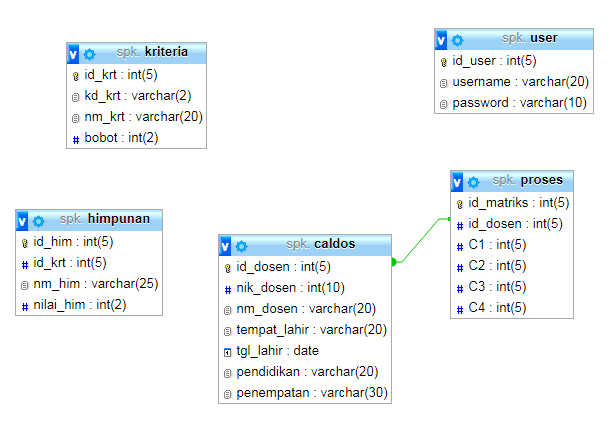 spk. kriteria
id_krt : int(5)
kd_krt : varchar(2)
nm_krt : varchar(20)
bobot : int(2)
spk. user
id_user : int(5)
username : varchar(20)
password : varchar(10)
spk. himpunan
id_him : int(5)
id_krt : int(5)
nm_him : varchar(25)
nilai_him : int(2)
spk. caldos
id_dosen : int(5)
nik_dosen : int(10)
nm_dosen : varchar(20)
tempat_lahir : varchar(20)
tgl_lahir : date
pendidikan : varchar(20)
penempatan : varchar(30)
spk. proses
id_matriks : int(5)
id_dosen : int(5)
C1 : int(5)
C2 : int(5)
C3 : int(5)
C4 : int(5)